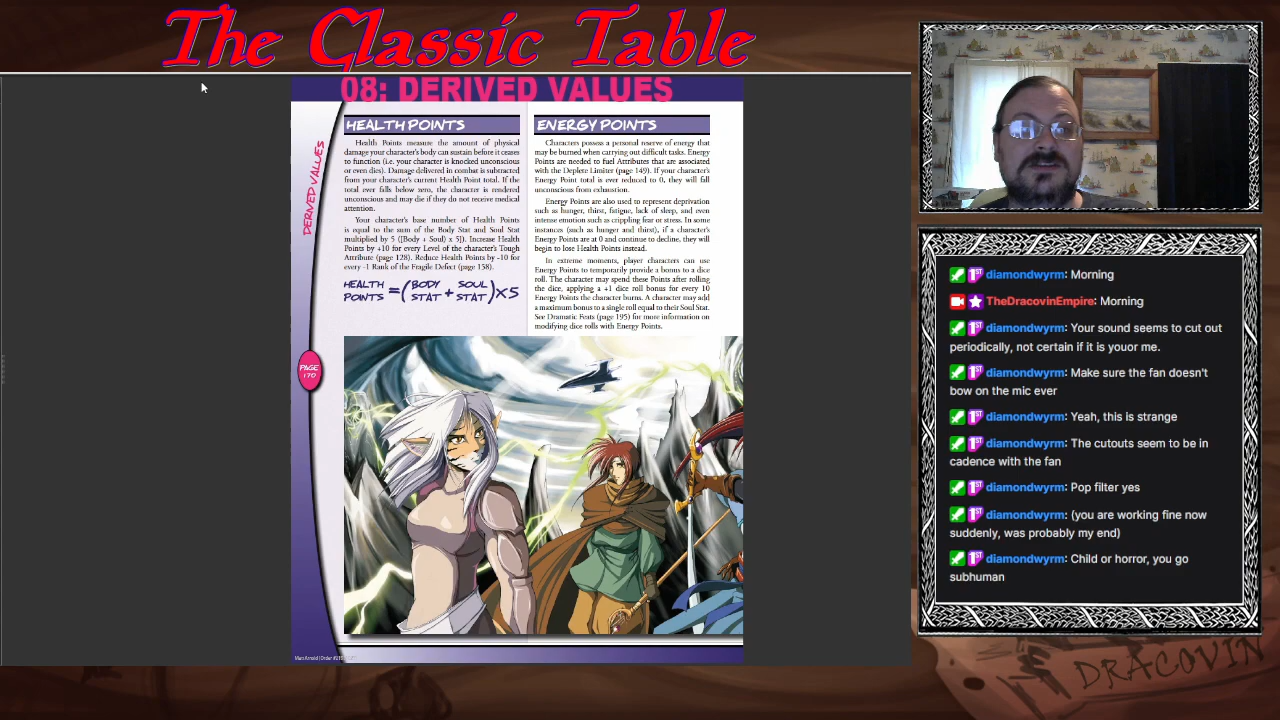 The Classic Table
08: DERIVED VALUES
DERIVED VALUES
HEALTH POINTS
Health Points measure the amount of physical
damage your character's body can sustain before it ceases
to function (i.e. your character is knocked unconscious
or even dies). Damage delivered in combat is subtracted
from your character's current Health Point total. If the
total ever falls below zero, the character is rendered
unconscious and may die if they do not receive medical
attention.
Your character's base number of Health Points
is equal to the sum of the Body Stat and Soul Stat
multiplied by 5 ([Body + Soul) x 5]). Increase Health
Points by +10 for every Level of the character's Tough
Attribute (page 128). Reduce Health Points by -10 for
every -1 Rank of the Fragile Defect (page 158).
HEALTH POINTS = (BODY STAT + SOUL STAT) x 5
ENERGY POINTS
Characters possess a personal reserve of energy that
may be burned when carrying out difficult tasks. Energy
Points are needed to fuel Attributes that are associated
with the Deplete Limiter (page 149). If your character's
Energy Point total is ever reduced to 0, they will fall
unconscious from exhaustion.
Energy Points are also used to represent deprivation
such as hunger, thirst, fatigue, lack of sleep, and even
intense emotion such as crippling fear or stress. In some
instances (such as hunger and thirst), if a character's
Energy Points are at 0 and continue to decline, they will
begin to lose Health Points instead.
In extreme moments, player characters can use
Energy Points to temporarily provide a bonus to a dice
roll. The character may spend these Points after rolling
the dice, applying a +1 dice roll bonus for every 10
Energy Points the character burns. A character may add
a maximum bonus to a single roll equal to their Soul Stat.
See Dramatic Feats (page 195) for more information on
modifying dice rolls with Energy Points.
PAGE
170
diamondwyrm: Morning
TheDracovinEmpire: Morning
diamondwyrm: Your sound seems to cut out
periodically, not certain if it is youor me.
diamondwyrm: Make sure the fan doesn't
bow on the mic ever
diamondwyrm: Yeah, this is strange
diamondwyrm: The cutouts seem to be in
cadence with the fan
diamondwyrm: Pop filter yes
diamondwyrm: (you are working fine now
suddenly, was probably my end)
diamondwyrm: Child or horror, you go
subhuman
DRACOVIN